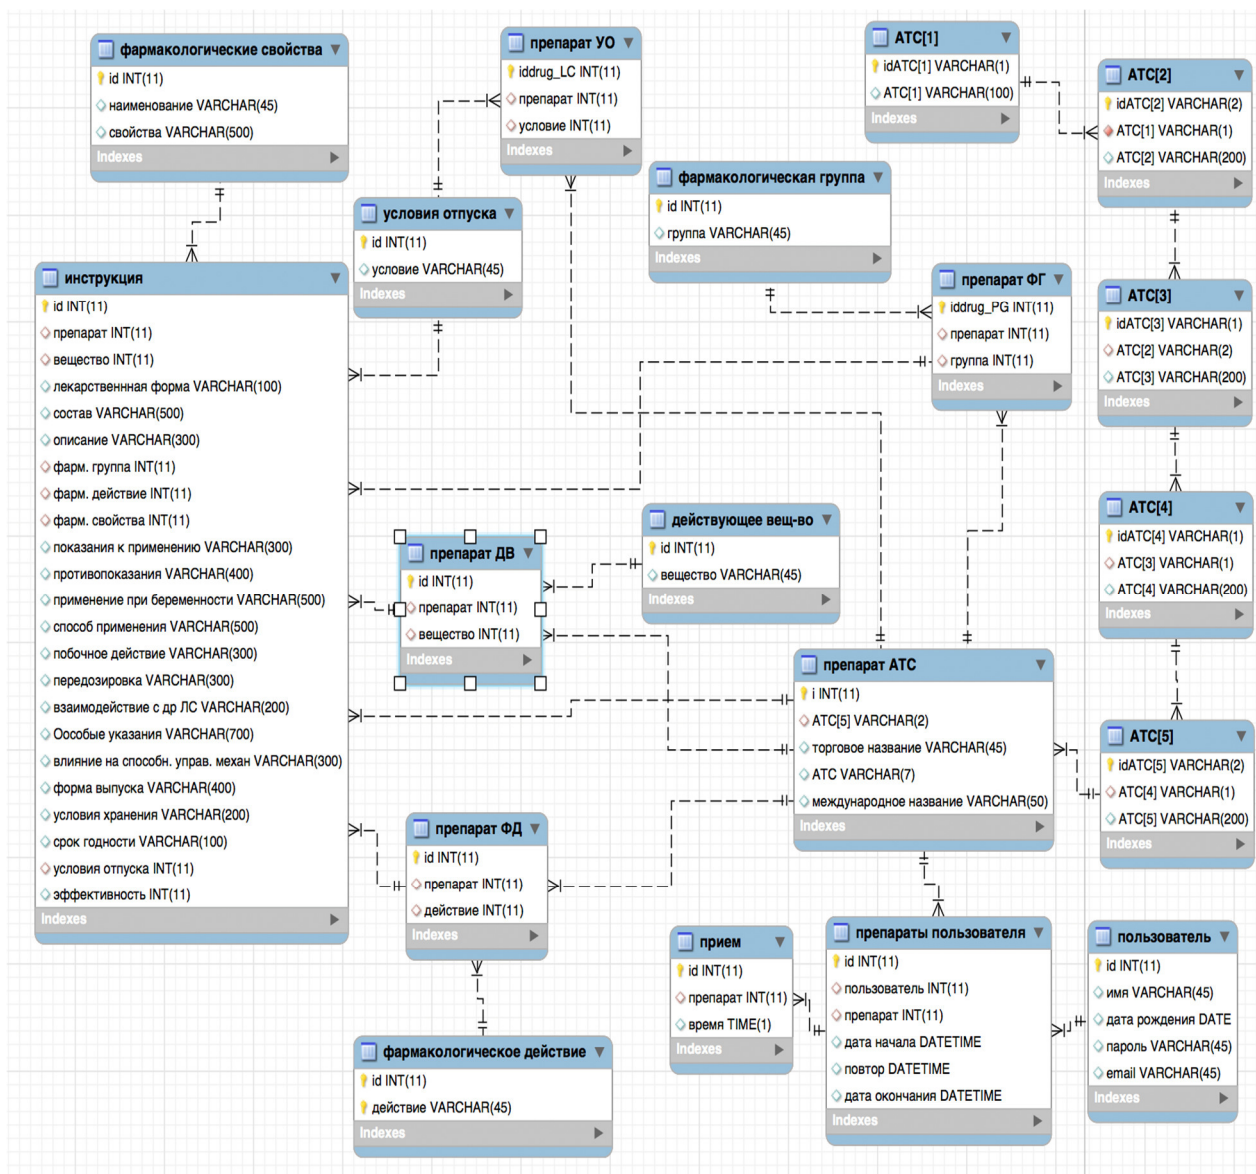 фармакологические свойства
id INT(11)
наименование VARCHAR(45)
свойства VARCHAR(500)
Indexes
препарат УО
iddrug_LC INT(11)
препарат INT(11)
условие INT(11)
Indexes
ATC[1]
idATC[1] VARCHAR(1)
ATC[1] VARCHAR(100)
Indexes
ATC[2]
idATC[2] VARCHAR(2)
ATC[1] VARCHAR(1)
ATC[2] VARCHAR(200)
Indexes
фармакологическая группа
id INT(11)
группа VARCHAR(45)
Indexes
условия отпуска
id INT(11)
условие VARCHAR(45)
Indexes
инструкция
id INT(11)
препарат INT(11)
вещество INT(11)
лекарственнная форма VARCHAR(100)
состав VARCHAR(500)
описание VARCHAR(300)
фарм. группа INT(11)
фарм. действие INT(11)
фарм. свойства INT(11)
показания к применению VARCHAR(300)
противопоказания VARCHAR(400)
применение при беременности VARCHAR(500)
способ применения VARCHAR(500)
побочное действие VARCHAR(300)
передозировка VARCHAR(300)
взаимодействие с др ЛС VARCHAR(200)
Оособые указания VARCHAR(700)
влияние на способн. управ. механ VARCHAR(300)
форма выпуска VARCHAR(400)
условия хранения VARCHAR(200)
срок годности VARCHAR(100)
условия отпуска INT(11)
эффективность INT(11)
Indexes
препарат ФГ
iddrug_PG INT(11)
препарат INT(11)
группа INT(11)
Indexes
ATC[3]
idATC[3] VARCHAR(1)
ATC[2] VARCHAR(2)
ATC[3] VARCHAR(200)
Indexes
ATC[4]
idATC[4] VARCHAR(1)
ATC[3] VARCHAR(1)
ATC[4] VARCHAR(200)
Indexes
действующее вещ-во
id INT(11)
вещество VARCHAR(45)
Indexes
препарат ДВ
id INT(11)
препарат INT(11)
вещество INT(11)
Indexes
препарат ATC
i INT(11)
ATC[5] VARCHAR(2)
торговое название VARCHAR(45)
ATC VARCHAR(7)
международное название VARCHAR(50)
Indexes
ATC[5]
idATC[5] VARCHAR(2)
ATC[4] VARCHAR(1)
ATC[5] VARCHAR(200)
Indexes
препарат ФД
id INT(11)
препарат INT(11)
действие INT(11)
Indexes
прием
id INT(11)
препарат INT(11)
время TIME(1)
Indexes
препараты пользователя
id INT(11)
пользователь INT(11)
препарат INT(11)
дата начала DATETIME
повтор DATETIME
дата окончания DATETIME
Indexes
пользователь
id INT(11)
имя VARCHAR(45)
дата рождения DATE
пароль VARCHAR(45)
email VARCHAR(45)
Indexes
фармакологическое действие
id INT(11)
действие VARCHAR(45)
Indexes